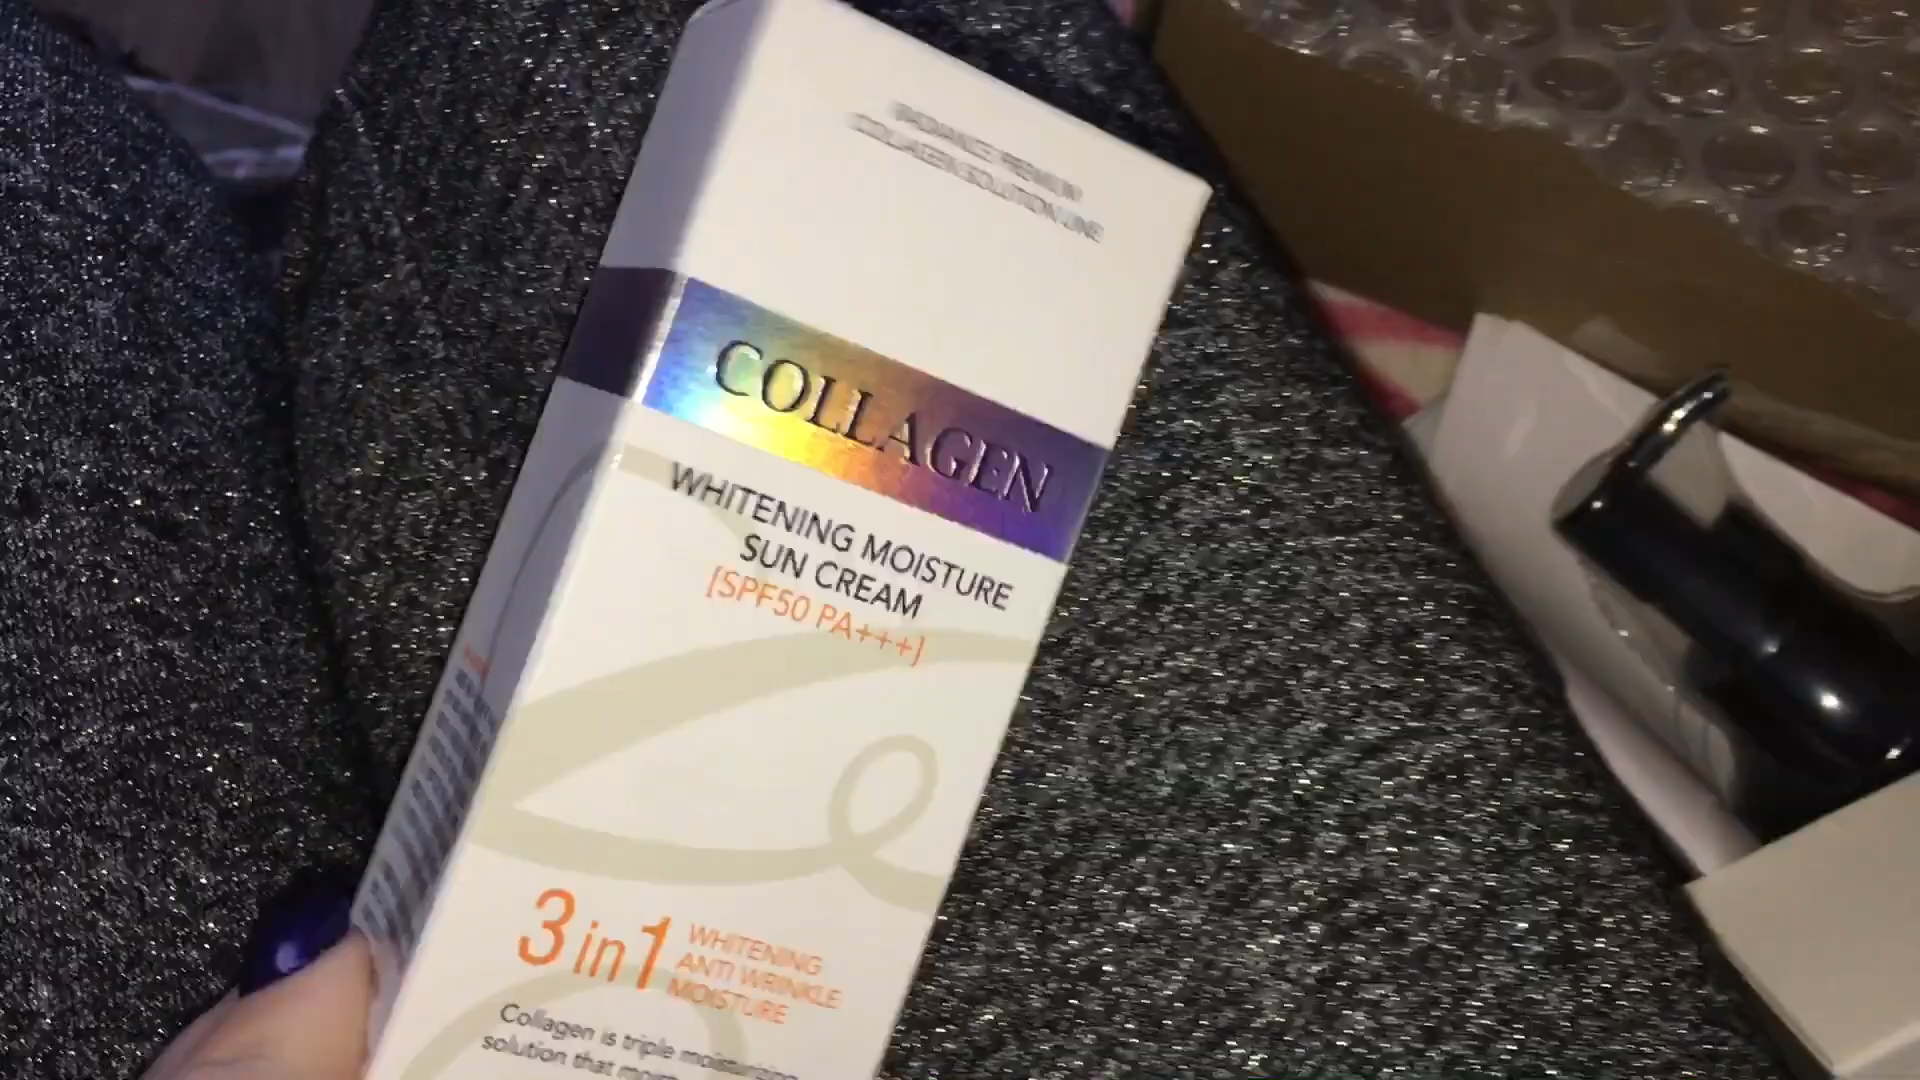 RADIANCE PREMIUM
COLLAGEN SOLUTION LINE
COLLAGEN
WHITENING MOISTURE
SUN CREAM
[SPF50 PA+++]
3 in 1
WHITENING
ANTI WRINKLE
MOISTURE
Collagen is triple moisturizing
solution that